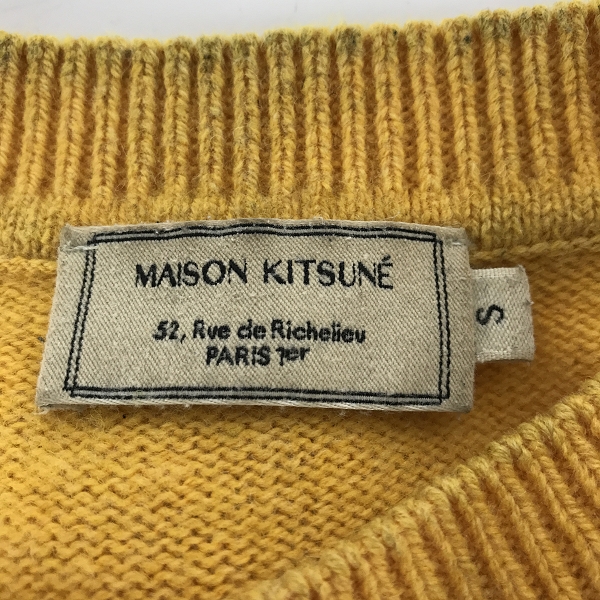 MAISON KITSUNÉ
52, Rue de Richelieu
PARIS 1er
S